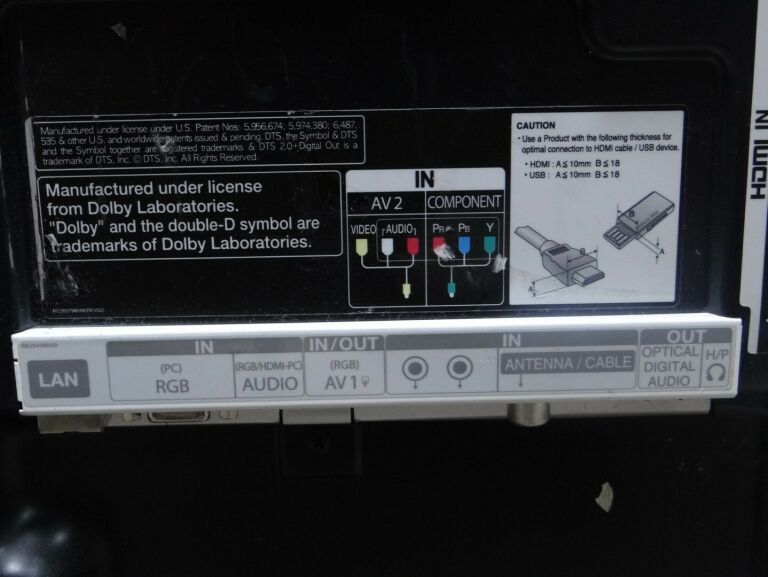 Manufactured under license under U.S. Patent Nos: 5,956,674; 5,974,380; 6,487,
535 & other U.S. and worldwide patents issued & pending. DTS, the Symbol & DTS
and the Symbol together are registered trademarks & DTS 2.0+Digital Out is a
trademark of DTS, Inc. © DTS, Inc. All Rights Reserved.
Manufactured under license
from Dolby Laboratories.
"Dolby" and the double-D symbol are
trademarks of Dolby Laboratories.
IN
AV 2
COMPONENT
VIDEO
AUDIO
PR
PB
Y
CAUTION
• Use a Product with the following thickness for
optimal connection to HDMI cable / USB device.
• HDMI : A≤10mm B≤18
• USB : A≤10mm B≤18
B
A
B
A
HDMI IN
LAN
IN
(PC)
RGB
(RGB/HDMI-PC)
AUDIO
IN/OUT
(RGB)
AV 1
IN
ANTENNA / CABLE
OUT
OPTICAL
DIGITAL
AUDIO
H/P